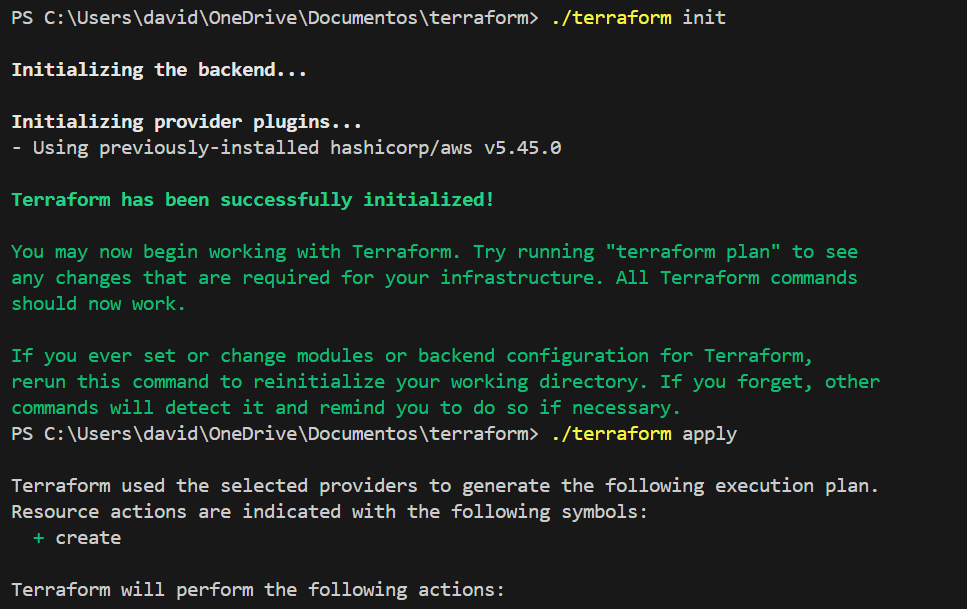 PS C:\Users\david\OneDrive\Documentos\terraform> ./terraform init
Initializing the backend...
Initializing provider plugins...
- Using previously-installed hashicorp/aws v5.45.0
Terraform has been successfully initialized!
You may now begin working with Terraform. Try running "terraform plan" to see
any changes that are required for your infrastructure. All Terraform commands
should now work.
If you ever set or change modules or backend configuration for Terraform,
rerun this command to reinitialize your working directory. If you forget, other
commands will detect it and remind you to do so if necessary.
PS C:\Users\david\OneDrive\Documentos\terraform> ./terraform apply
Terraform used the selected providers to generate the following execution plan.
Resource actions are indicated with the following symbols:
  + create
Terraform will perform the following actions: